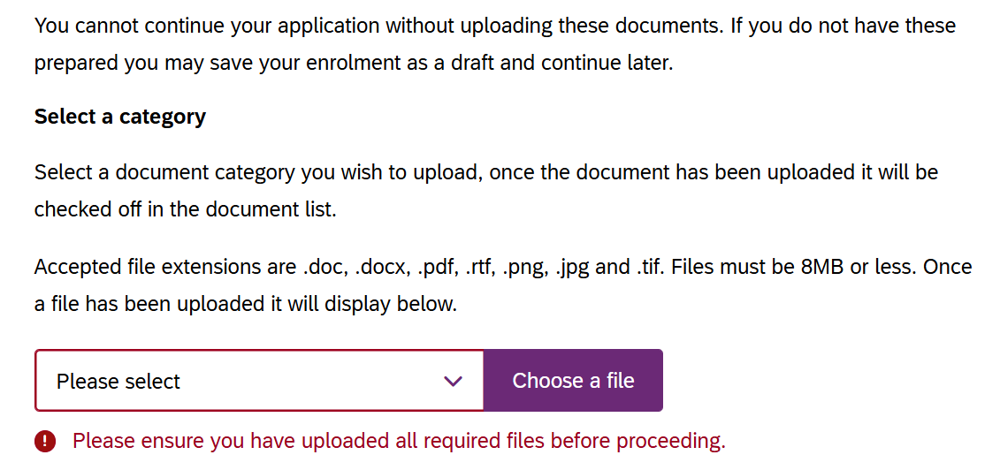 You cannot continue your application without uploading these documents. If you do not have these
prepared you may save your enrolment as a draft and continue later.
Select a category
Select a document category you wish to upload, once the document has been uploaded it will be
checked off in the document list.
Accepted file extensions are .doc, .docx, .pdf, .rtf, .png, .jpg and .tif. Files must be 8MB or less. Once
a file has been uploaded it will display below.
Please select
Choose a file
Please ensure you have uploaded all required files before proceeding.